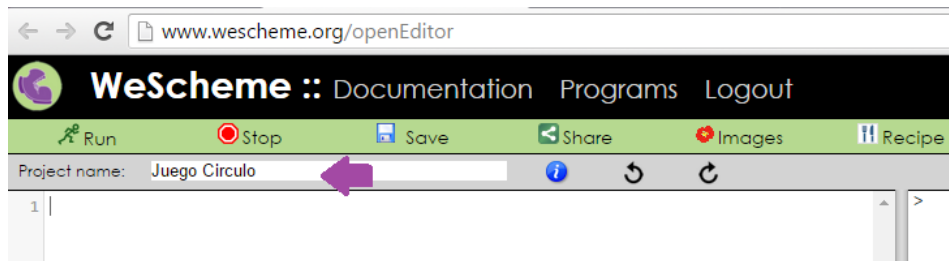 www.wescheme.org/openEditor
WeScheme :: Documentation Programs Logout
Run Stop Save Share Images Recipe
Project name: Juego Circulo
1 >